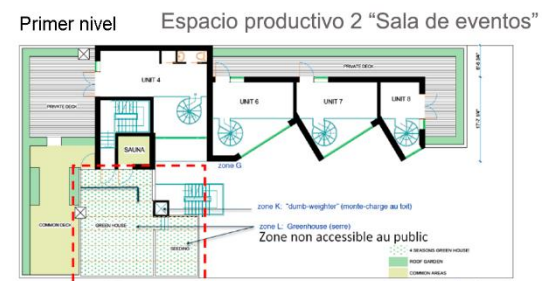 Primer nivel
Espacio productivo 2 “Sala de eventos”
UNIT 4
PRIVATE DECK
PRIVATE DECK
UNIT 6
UNIT 7
UNIT 8
SAUNA
zone G
zone K: "dumb-weighter" (monte-charge au toit)
COMMON DECK
GREEN HOUSE
zone L: Greenhouse (serre)
Zone non accessible au public
SEEDING
4 SEASONS GREEN HOUSE
ROOF GARDEN
COMMON AREAS